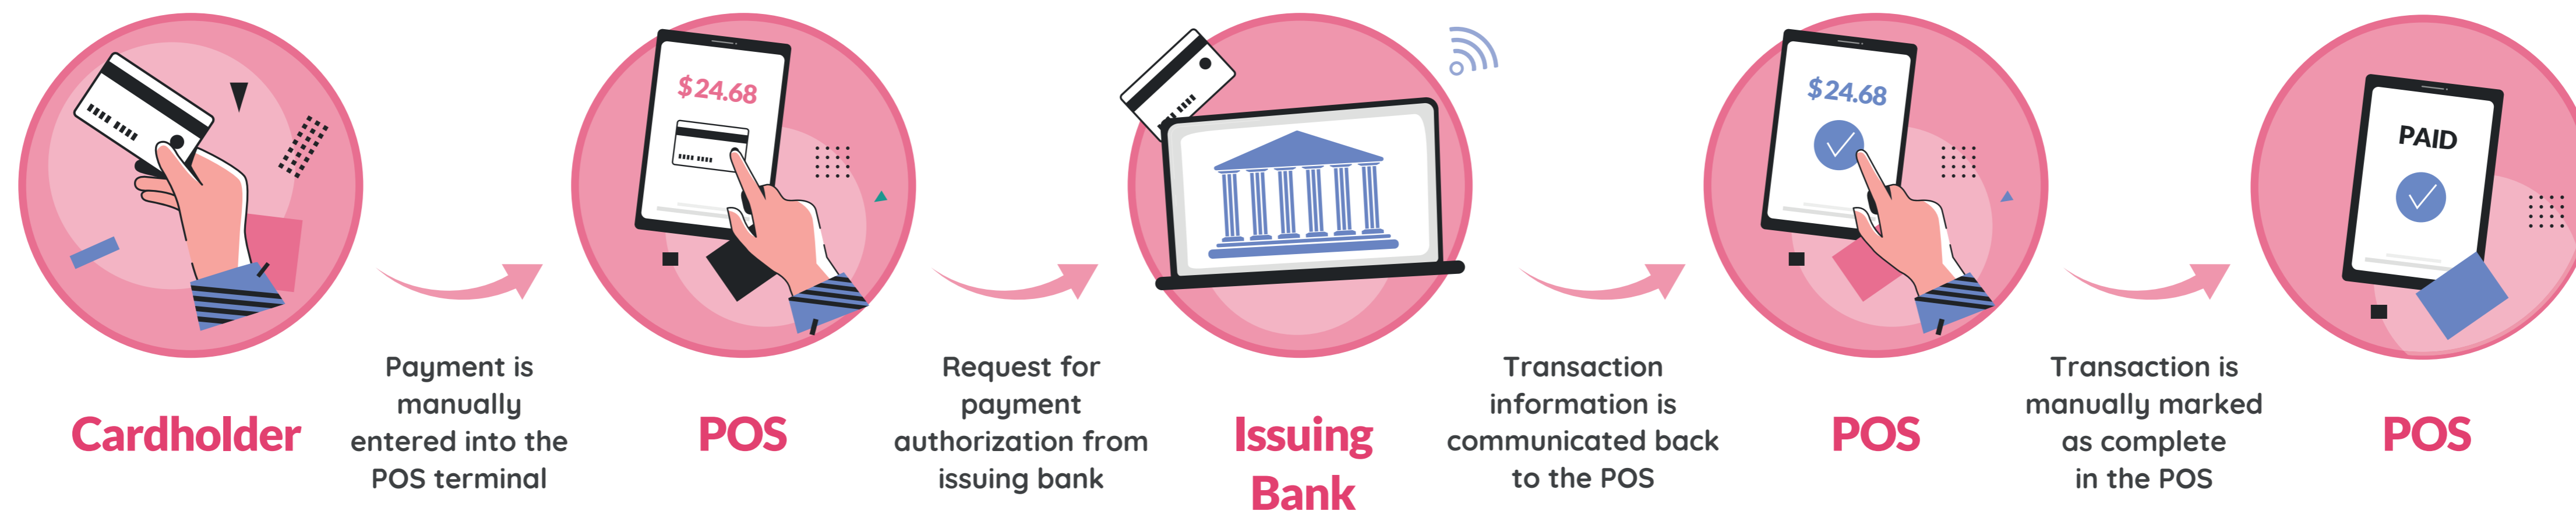 $24.68
$24.68
PAID
Cardholder
Payment is
manually
entered into the
POS terminal
POS
Request for
payment
authorization from
issuing bank
Issuing
Bank
Transaction
information is
communicated back
to the POS
POS
Transaction is
manually marked
as complete
in the POS
POS